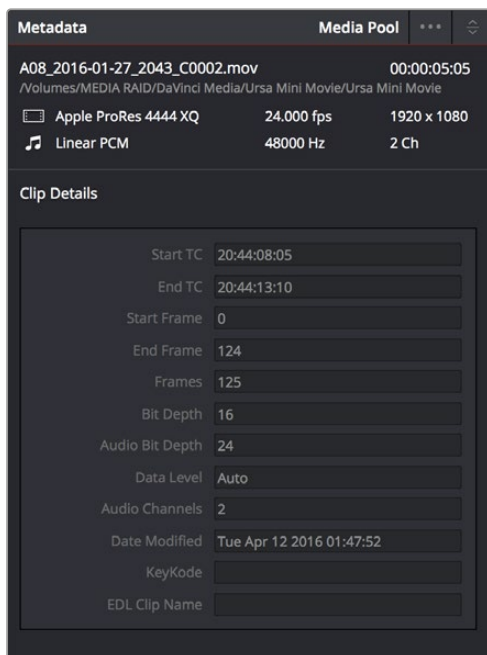 Metadata Media Pool •••
A08_2016-01-27_2043_C0002.mov 00:00:05:05
/Volumes/MEDIA RAID/DaVinci Media/Ursa Mini Movie/Ursa Mini Movie
Apple ProRes 4444 XQ 24.000 fps 1920 x 1080
Linear PCM 48000 Hz 2 Ch
Clip Details
Start TC 20:44:08:05
End TC 20:44:13:10
Start Frame 0
End Frame 124
Frames 125
Bit Depth 16
Audio Bit Depth 24
Data Level Auto
Audio Channels 2
Date Modified Tue Apr 12 2016 01:47:52
KeyKode
EDL Clip Name